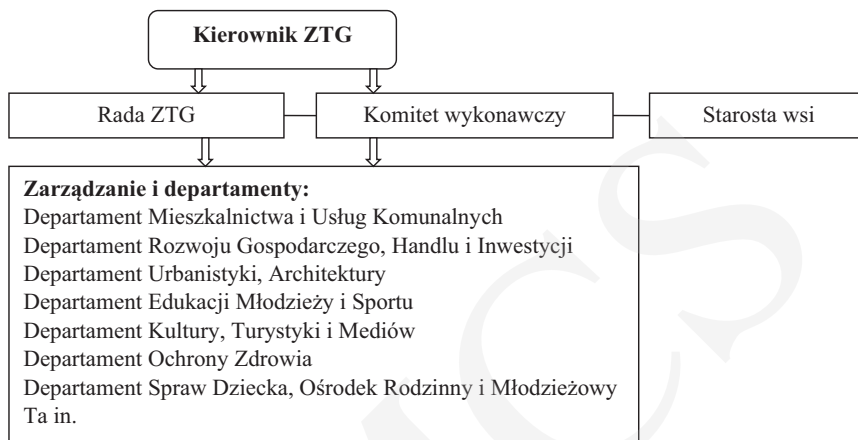 Kierownik ZTG
Rada ZTG
Komitet wykonawczy
Starosta wsi
Zarządzanie i departamenty:
Departament Mieszkalnictwa i Usług Komunalnych
Departament Rozwoju Gospodarczego, Handlu i Inwestycji
Departament Urbanistyki, Architektury
Departament Edukacji Młodzieży i Sportu
Departament Kultury, Turystyki i Mediów
Departament Ochrony Zdrowia
Departament Spraw Dziecka, Ośrodek Rodzinny i Młodzieżowy
Ta in.